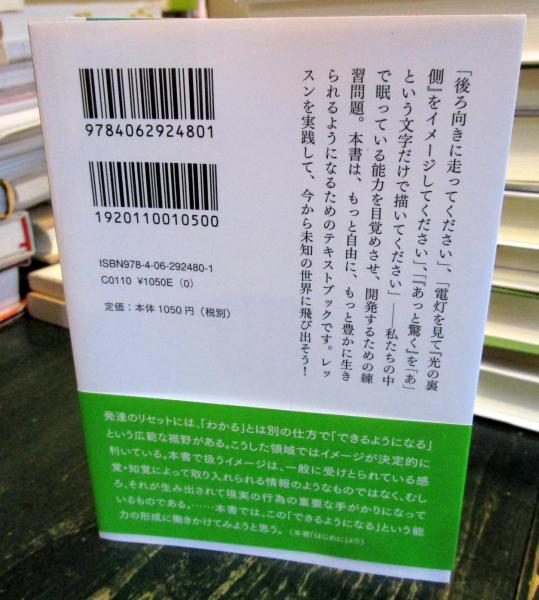 9784062924801
1920110010500
ISBN978-4-06-292480-1
C0110 ¥1050E (0)
定価：本体1050円（税別）
「後ろ向きに走ってください」、「電灯を見て『光の裏
側』をイメージしてください」、「『あっと驚く』を「あ」
という文字だけで描いてください」――私たちの中
で眠っている能力を目覚めさせ、開発するための練
習問題。本書は、もっと自由に、もっと豊かに生き
られるようになるためのテキストブックです。レッ
スンを実践して、今から未知の世界に飛び出そう！
発達のリセットには、「わかる」とは別の仕方で「できるようになる」
という広範な裾野がある。こうした領域ではイメージが決定的に
利いている。本書で扱うイメージは、一般に受けとられている感
覚・知覚によって取り入れられる情報のようなものではなく、むし
ろ、それが生み出されて現実の行為の重要な手がかりになって
いるものである。……本書では、この「できるようになる」という能
力の形成に働きかけてみようと思う。（本書「はじめに」より）